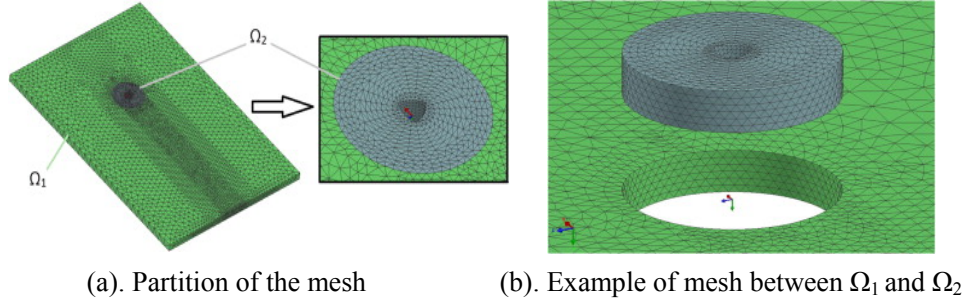 Ω₂
Ω₁
(a). Partition of the mesh
(b). Example of mesh between Ω₁ and Ω₂